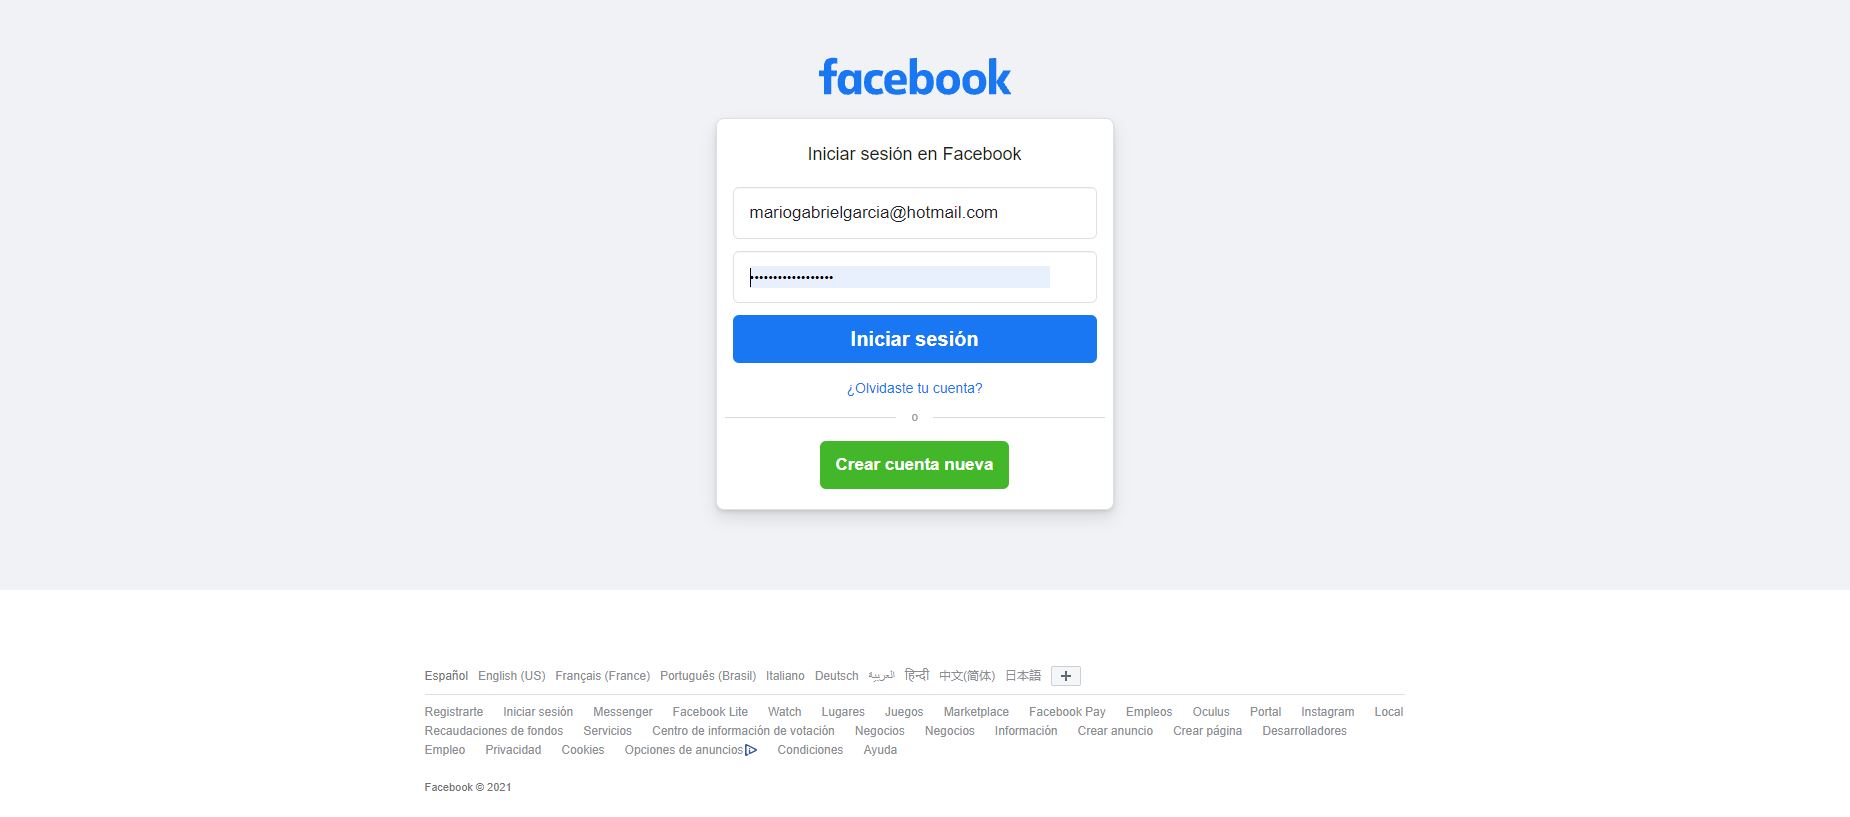 facebook
Iniciar sesión en Facebook
mariogabrielgarcia@hotmail.com
••••••••••••••••••
Iniciar sesión
¿Olvidaste tu cuenta?
o
Crear cuenta nueva
Español English (US) Français (France) Português (Brasil) Italiano Deutsch العربية हिन्दी 中文(简体) 日本語 +
Registrarte Iniciar sesión Messenger Facebook Lite Watch Lugares Juegos Marketplace Facebook Pay Empleos Oculus Portal Instagram Local
Recaudaciones de fondos Servicios Centro de información de votación Negocios Negocios Información Crear anuncio Crear página Desarrolladores
Empleo Privacidad Cookies Opciones de anuncios Condiciones Ayuda
Facebook © 2021